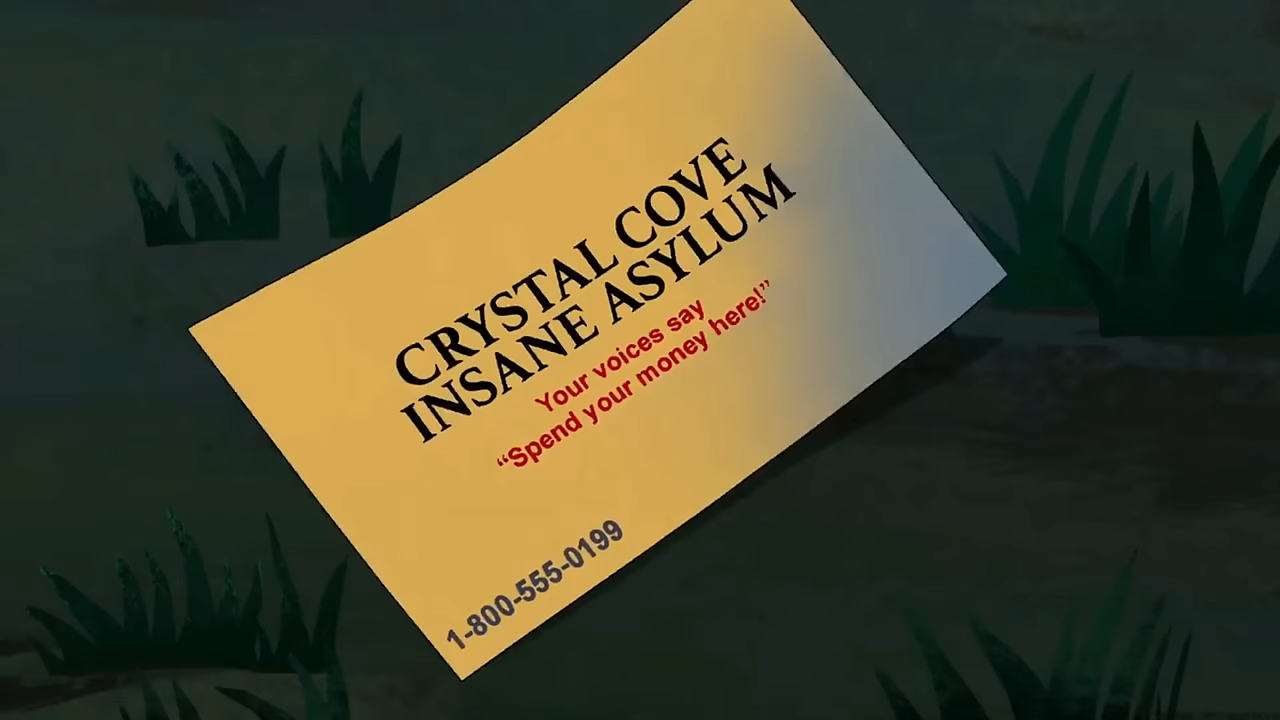 CRYSTAL COVE
INSANE ASYLUM
Your voices say
“Spend your money here!”
1-800-555-0199